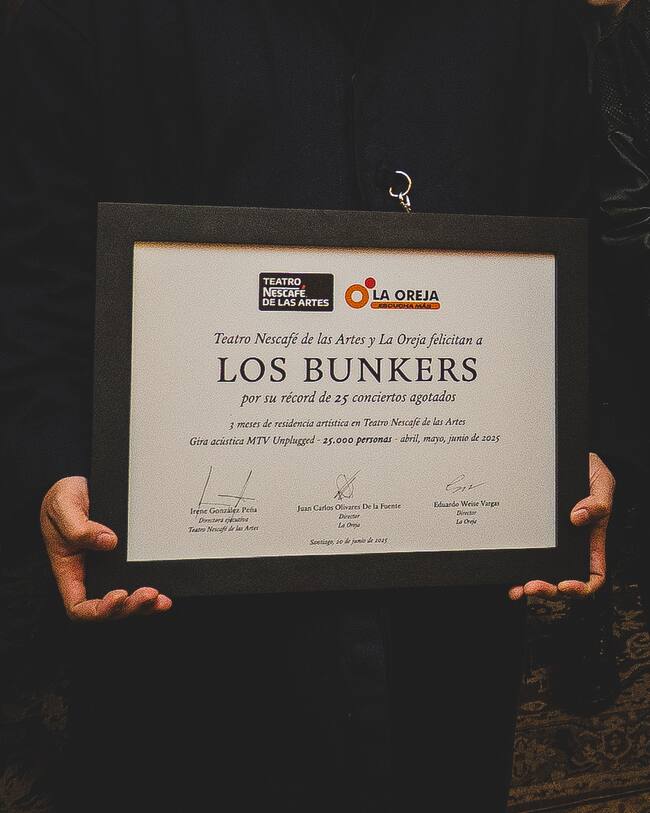 TEATRO
NESCAFÉ.
DE LAS ARTES
LA OREJA
ESCUCHA MÁS
Teatro Nescafé de las Artes y La Oreja felicitan a
LOS BUNKERS
por su récord de 25 conciertos agotados
3 meses de residencia artística en Teatro Nescafé de las Artes
Gira acústica MTV Unplugged - 25.000 personas - abril, mayo, junio de 2025
Irene González Peña
Directora ejecutiva
Teatro Nescafé de las Artes
Juan Carlos Olivares De la Fuente
Director
La Oreja
Eduardo Weise Vargas
Director
La Oreja
Santiago, 20 de junio de 2025